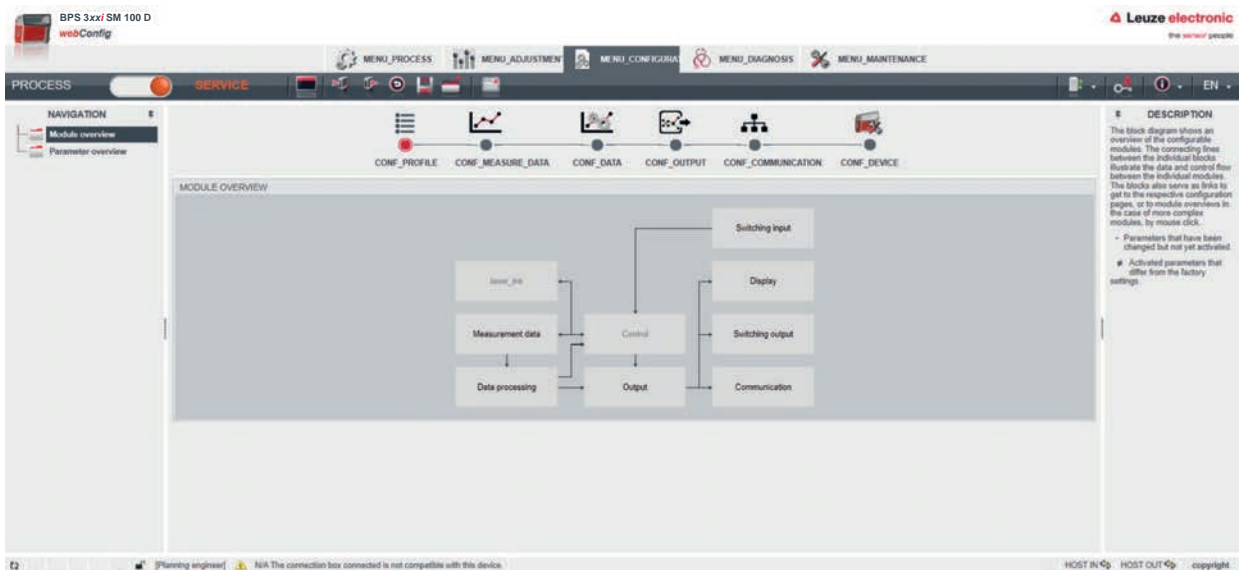 BPS 3xxi SM 100 D
webConfig
Leuze electronic
the sensor people
MENU_PROCESS
MENU_ADJUSTMEN
MENU_CONFIGURA
MENU_DIAGNOSIS
MENU_MAINTENANCE
PROCESS
SERVICE
EN
NAVIGATION
Module overview
Parameter overview
CONF_PROFILE
CONF_MEASURE_DATA
CONF_DATA
CONF_OUTPUT
CONF_COMMUNICATION
CONF_DEVICE
MODULE OVERVIEW
Switching input
Display
Measurement data
Control
Switching output
Data processing
Output
Communication
DESCRIPTION
The block diagram shows an
overview of the configurable
modules. The connecting lines
between the individual blocks
illustrate the data and control flow
between the individual modules.
The blocks also serve as links to
get to the respective configuration
pages, or to module overviews in
the case of more complex
modules, by mouse click.
Parameters that have been
changed but not yet activated
Activated parameters that
differ from the factory
settings
[Planning engineer]
N/A The connection box connected is not compatible with this device.
HOST IN
HOST OUT
copyright